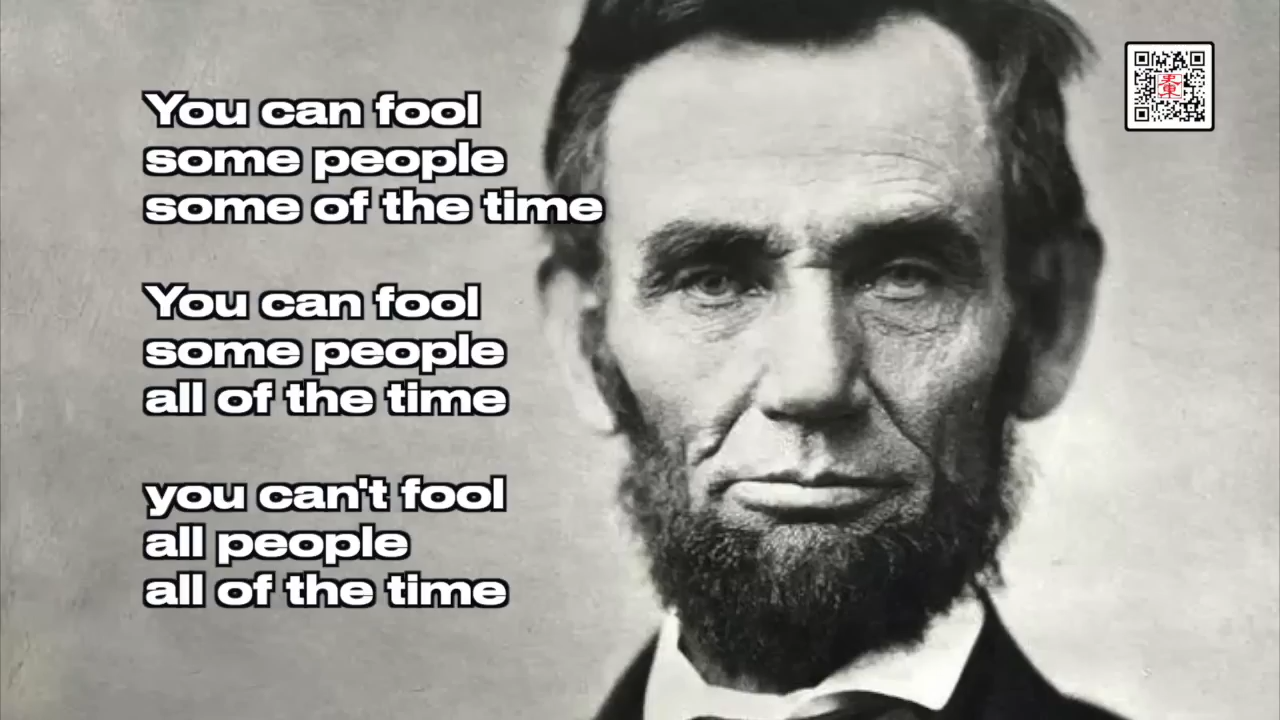 You can fool
some people
some of the time
You can fool
some people
all of the time
you can't fool
all people
all of the time